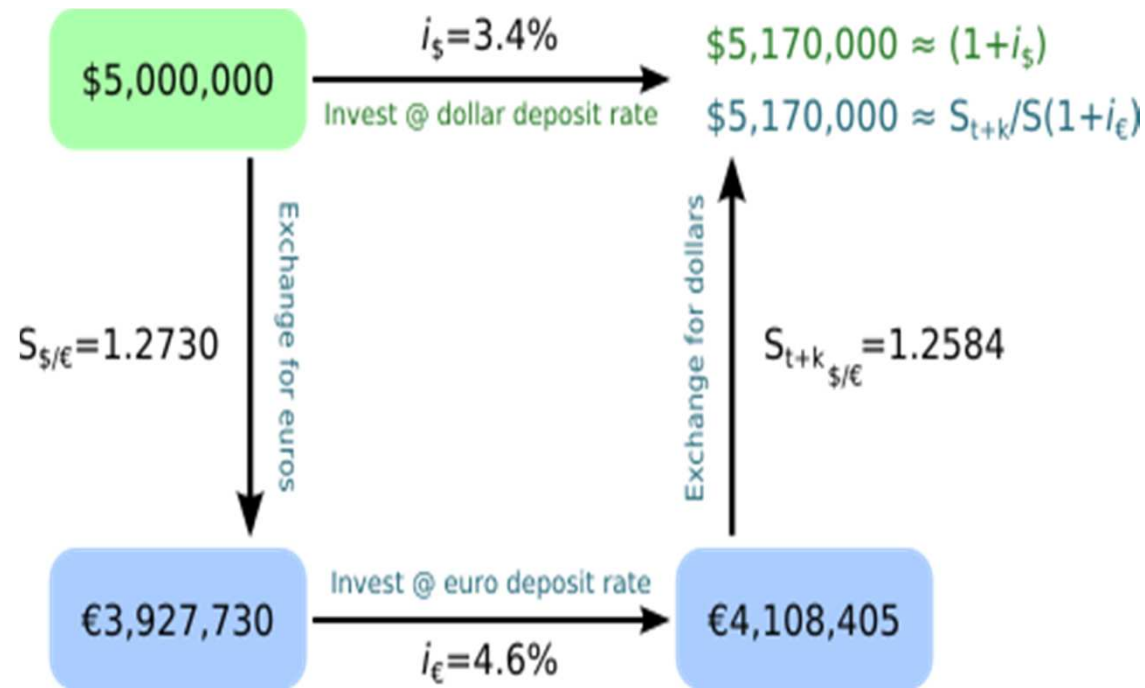 i$=3.4%
$5,170,000 ≈ (1+i$)
$5,000,000
Invest @ dollar deposit rate
$5,170,000 ≈ St+k/S(1+i€)
Exchange for euros
Exchange for dollars
S$/€=1.2730
St+k$/€=1.2584
Invest @ euro deposit rate
€3,927,730
€4,108,405
i€=4.6%